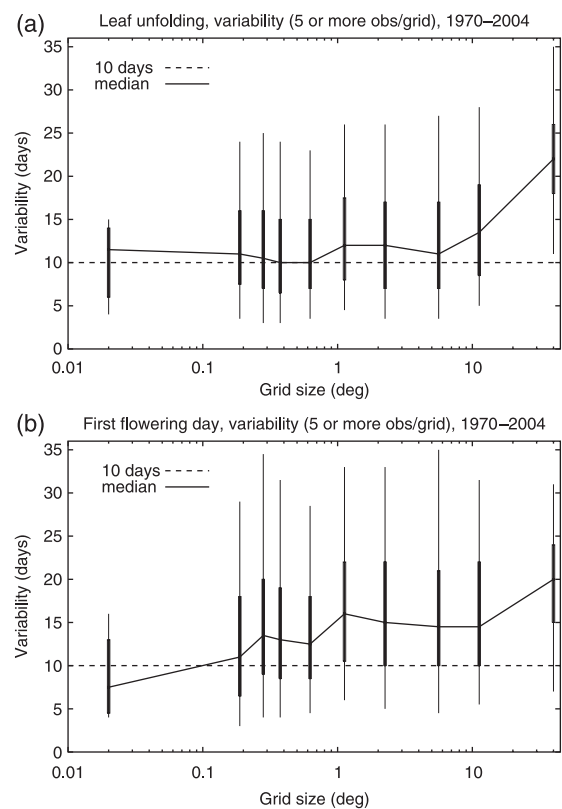 (a)
Leaf unfolding, variability (5 or more obs/grid), 1970–2004
35
30
25
20
15
10
5
0
Variability (days)
10 days
median
0.01 0.1 1 10
Grid size (deg)
(b)
First flowering day, variability (5 or more obs/grid), 1970–2004
35
30
25
20
15
10
5
0
Variability (days)
10 days
median
0.01 0.1 1 10
Grid size (deg)